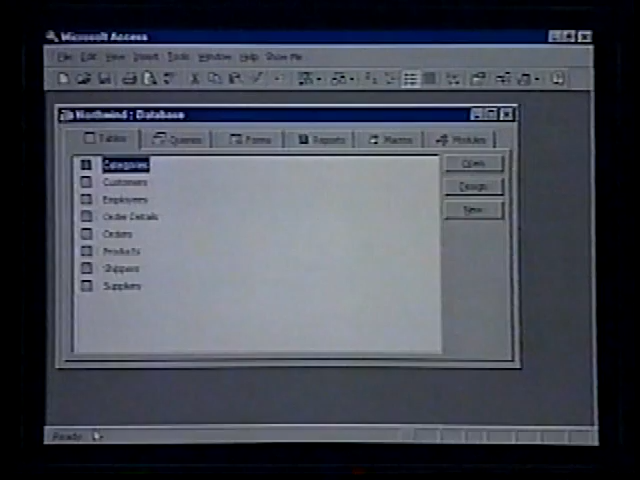 Microsoft Access
File Edit View Insert Tools Window Help Show Me
Northwind : Database
Tables Queries Forms Reports Macros Modules
Categories
Open
Customers
Design
Employees
New
Order Details
Orders
Products
Shippers
Suppliers
Ready